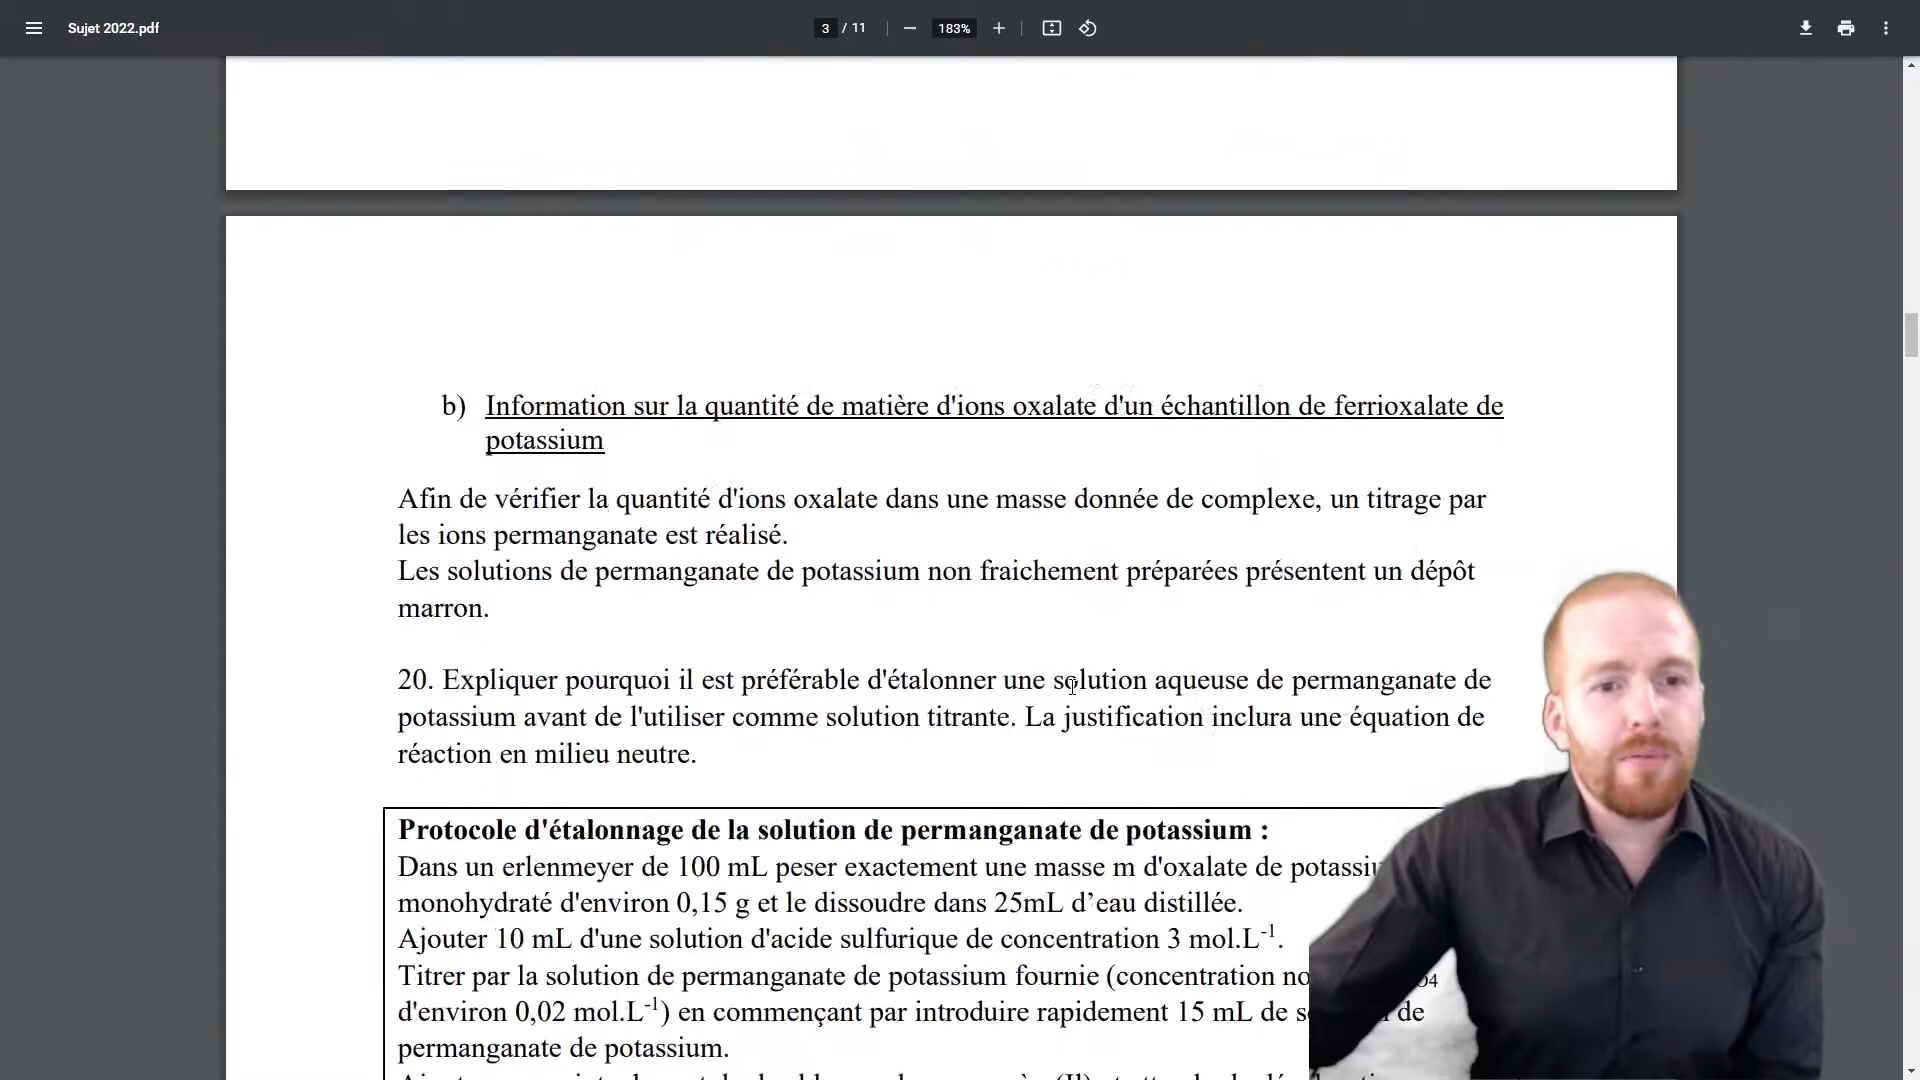 Sujet 2022.pdf
3 / 11
183%
b) Information sur la quantité de matière d'ions oxalate d'un échantillon de ferrioxalate de
potassium
Afin de vérifier la quantité d'ions oxalate dans une masse donnée de complexe, un titrage par
les ions permanganate est réalisé.
Les solutions de permanganate de potassium non fraichement préparées présentent un dépôt
marron.
20. Expliquer pourquoi il est préférable d'étalonner une solution aqueuse de permanganate de
potassium avant de l'utiliser comme solution titrante. La justification inclura une équation de
réaction en milieu neutre.
Protocole d'étalonnage de la solution de permanganate de potassium :
Dans un erlenmeyer de 100 mL peser exactement une masse m d'oxalate de
monohydraté d'environ 0,15 g et le dissoudre dans 25mL d’eau distillée.
Ajouter 10 mL d'une solution d'acide sulfurique de concentration 3 mol.L-1.
Titrer par la solution de permanganate de potassium fournie (concentration
d'environ 0,02 mol.L-1) en commençant par introduire rapidement 15 mL de de
permanganate de potassium.